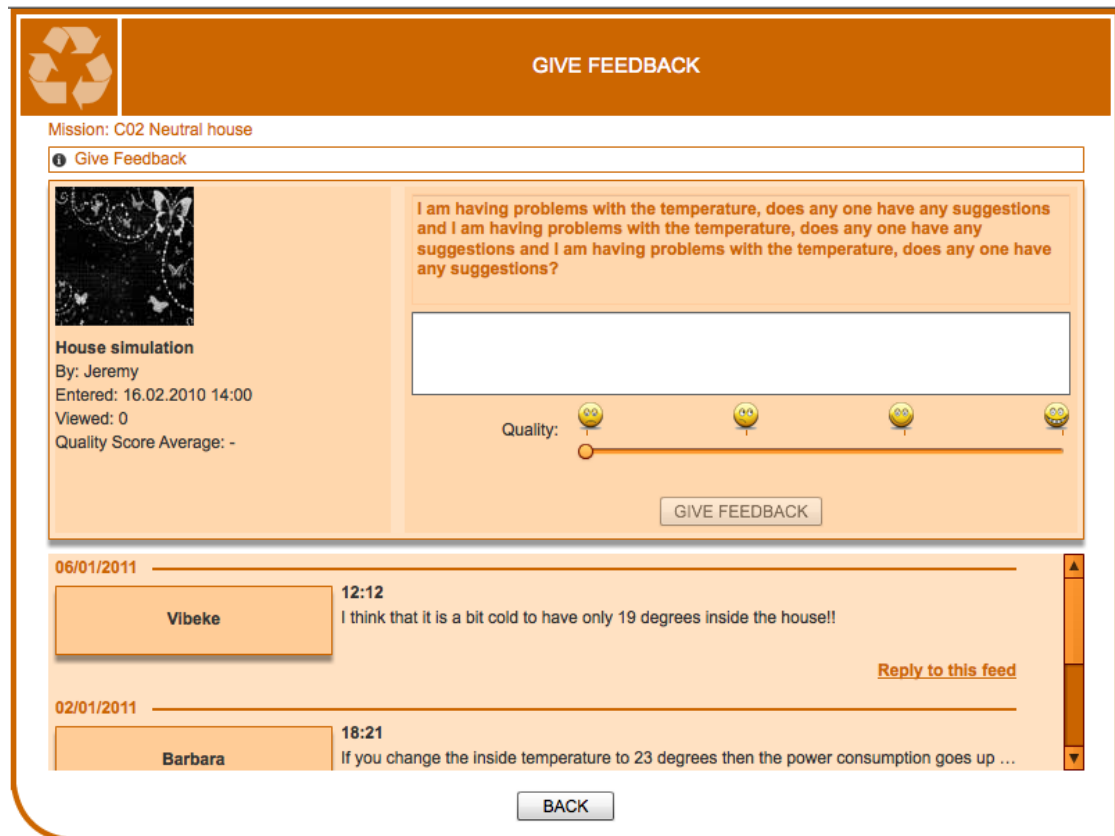 GIVE FEEDBACK
Mission: C02 Neutral house
Give Feedback
I am having problems with the temperature, does any one have any suggestions
and I am having problems with the temperature, does any one have any
suggestions and I am having problems with the temperature, does any one have
any suggestions?
House simulation
By: Jeremy
Entered: 16.02.2010 14:00
Viewed: 0
Quality Score Average: -
Quality:
GIVE FEEDBACK
06/01/2011
Vibeke
12:12
I think that it is a bit cold to have only 19 degrees inside the house!!
Reply to this feed
02/01/2011
Barbara
18:21
If you change the inside temperature to 23 degrees then the power consumption goes up ...
BACK